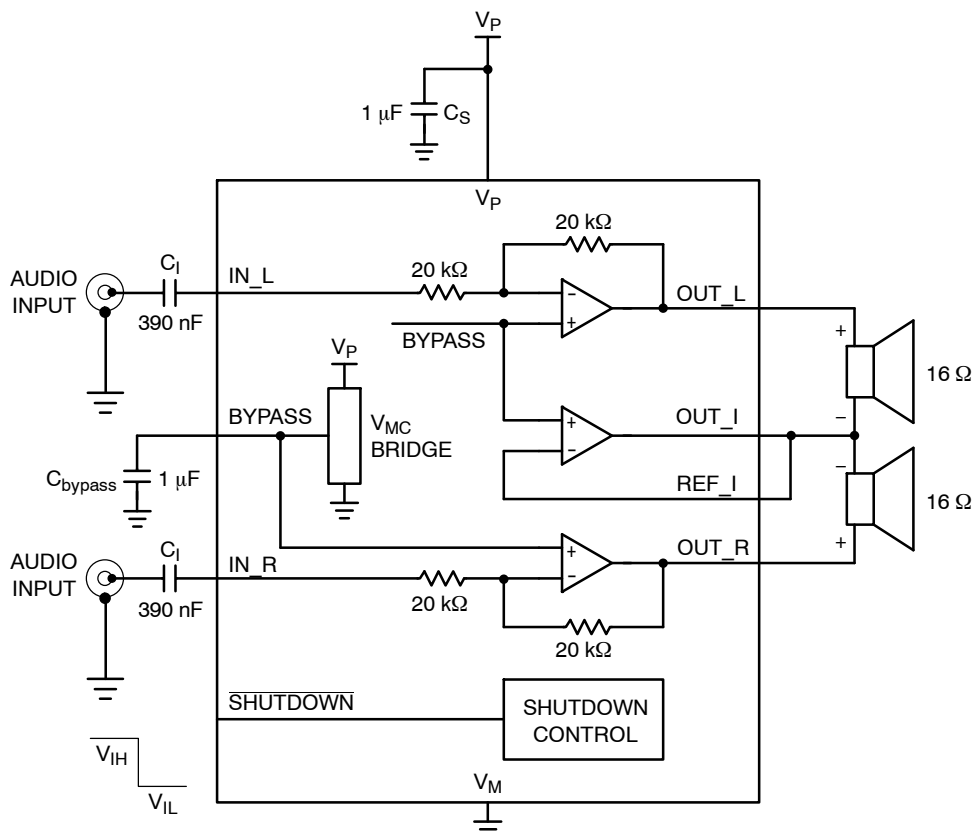 V_P
1 μF C_S
V_P
20 kΩ
AUDIO
INPUT
C_I
390 nF
IN_L
20 kΩ
−
+
OUT_L
BYPASS
V_P
+
−
16 Ω
BYPASS
V_MC
BRIDGE
+
−
OUT_I
REF_I
C_bypass 1 μF
−
+
16 Ω
AUDIO
INPUT
C_I
390 nF
IN_R
20 kΩ
+
−
OUT_R
20 kΩ
SHUTDOWN
SHUTDOWN
CONTROL
V_IH
V_IL
V_M